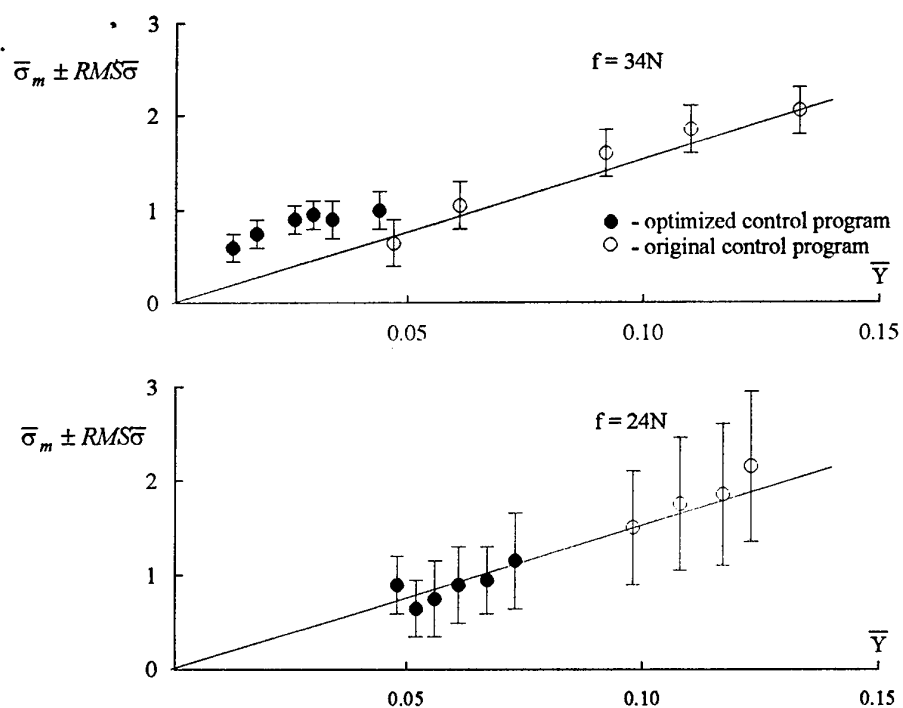 3
σ̅m ± RMSσ̅
f = 34N
2
1
● - optimized control program
○ - original control program
Y̅
0
0.05 0.10 0.15
3
σ̅m ± RMSσ̅
f = 24N
2
1
Y̅
0
0.05 0.10 0.15